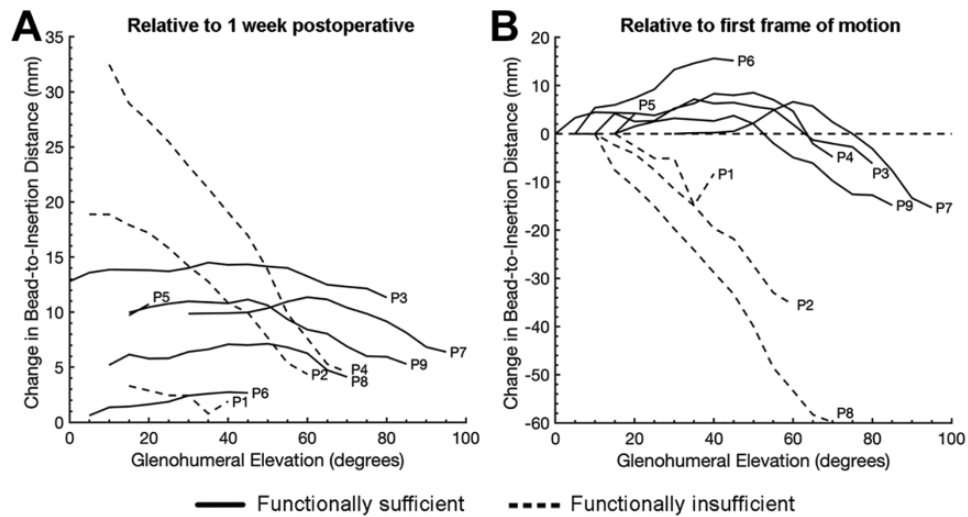 A Relative to 1 week postoperative
Change in Bead-to-Insertion Distance (mm)
35
30
25
20
15
10
5
0
P5
P3
P7
P9
P4
P8
P2
P6
P1
0 20 40 60 80 100
Glenohumeral Elevation (degrees)
B Relative to first frame of motion
Change in Bead-to-Insertion Distance (mm)
20
10
0
-10
-20
-30
-40
-50
-60
P6
P5
P4
P3
P1
P9 P7
P2
P8
0 20 40 60 80 100
Glenohumeral Elevation (degrees)
Functionally sufficient Functionally insufficient